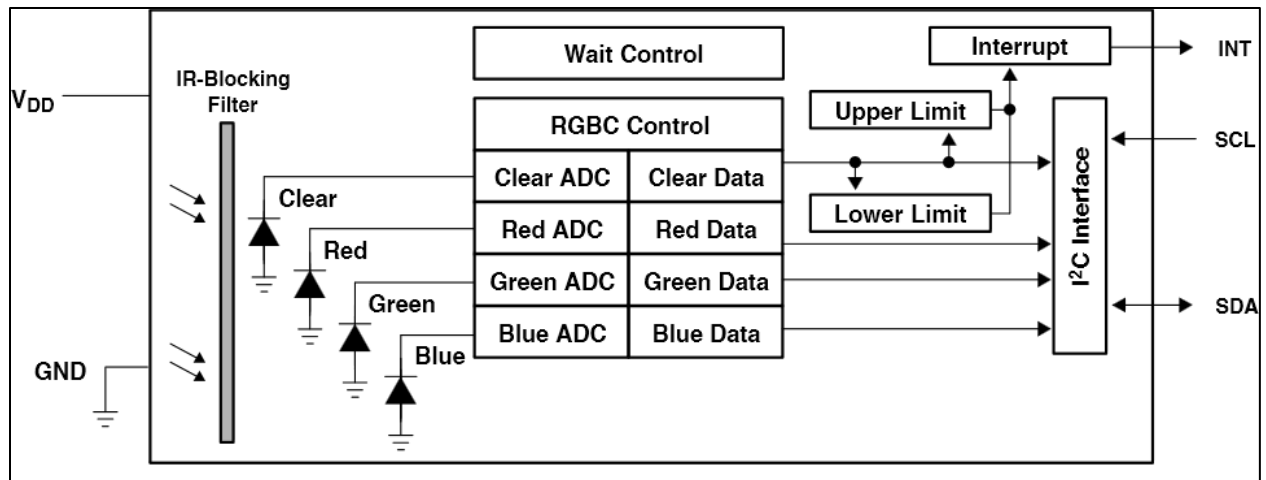 Wait Control
Interrupt
INT
IR-Blocking
Filter
V_DD
Upper Limit
RGBC Control
SCL
Clear ADC
Clear Data
Clear
Lower Limit
Red ADC
Red Data
Red
I²C Interface
Green ADC
Green Data
Green
SDA
Blue ADC
Blue Data
Blue
GND